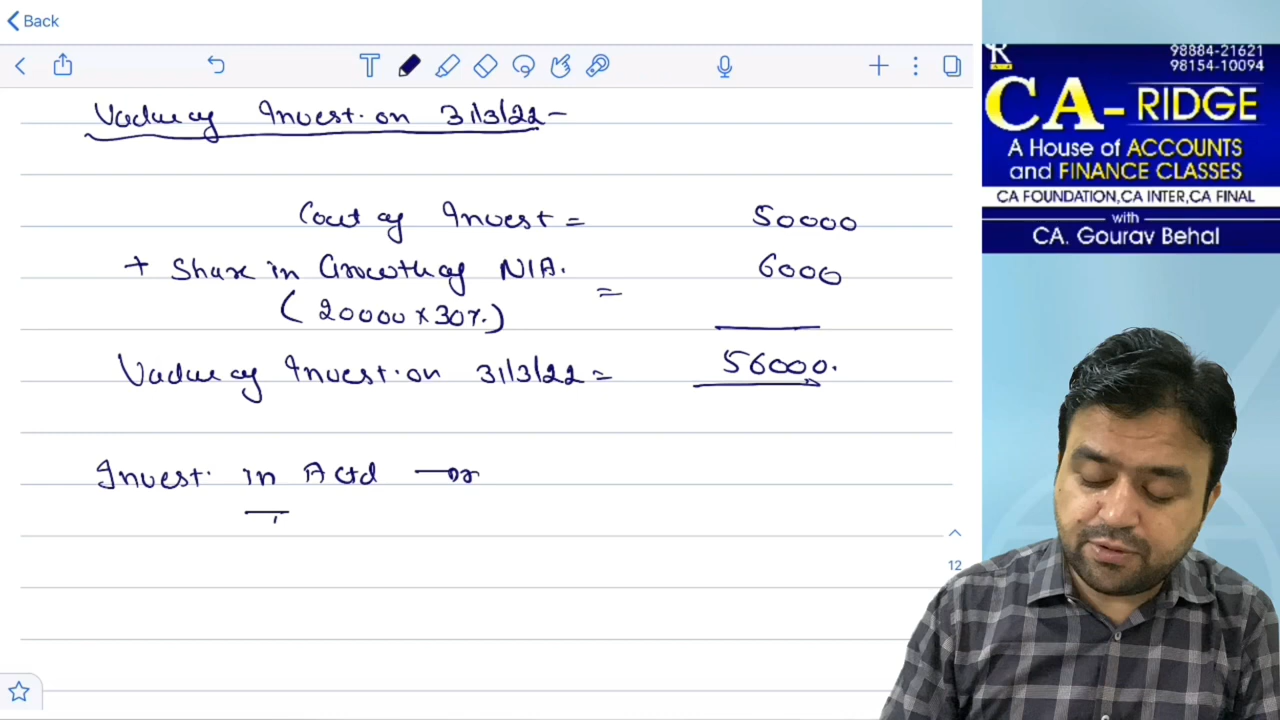 Back
Value of Invest. on 31/3/22 -
Cost of Invest = 50000
+ Share in Growth of N/A. = 6000
( 20000 x 30%.)
Value of Invest. on 31/3/22 = 56000.
Invest. in A Ltd Dr
T
12
98884-21621
98154-10094
CA- RIDGE
A House of ACCOUNTS
and FINANCE CLASSES
CA FOUNDATION,CA INTER,CA FINAL
with
CA. Gourav Behal